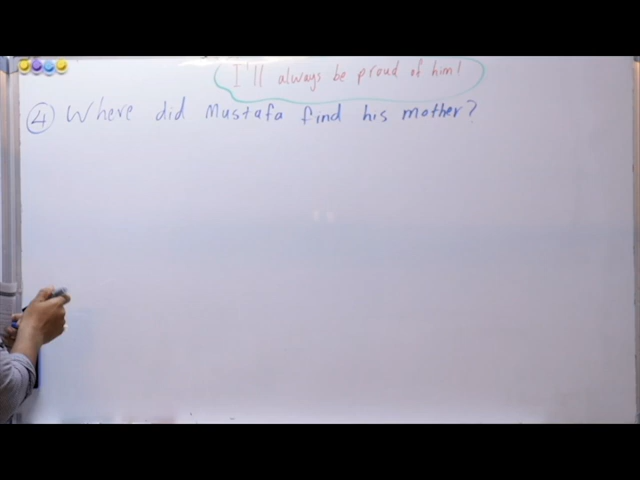 I'll always be proud of him!
④ Where did Mustafa find his mother?